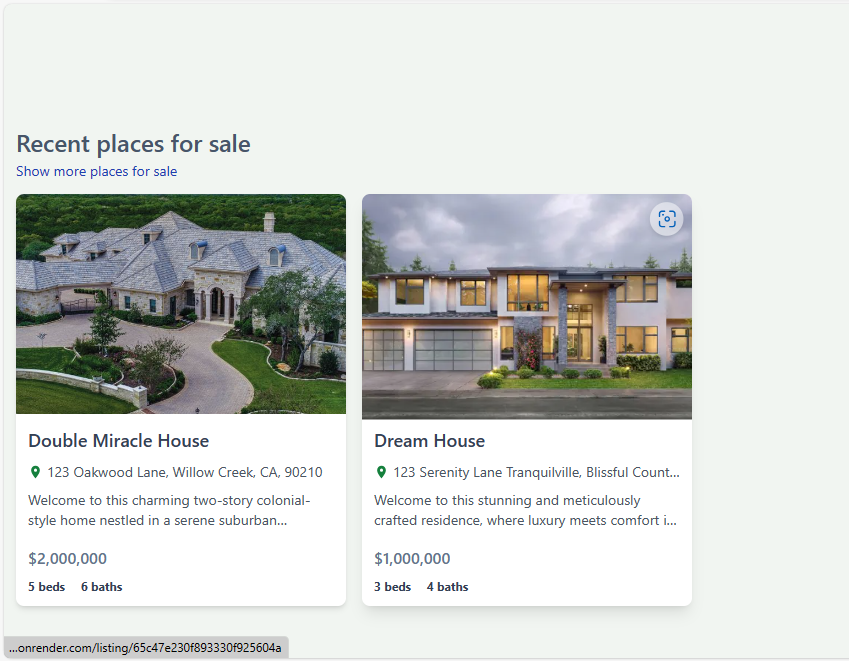 Recent places for sale
Show more places for sale
Double Miracle House
123 Oakwood Lane, Willow Creek, CA, 90210
Welcome to this charming two-story colonial-
style home nestled in a serene suburban...
$2,000,000
5 beds 6 baths
Dream House
123 Serenity Lane Tranquilville, Blissful Count...
Welcome to this stunning and meticulously
crafted residence, where luxury meets comfort i...
$1,000,000
3 beds 4 baths
...onrender.com/listing/65c47e230f893330f925604a